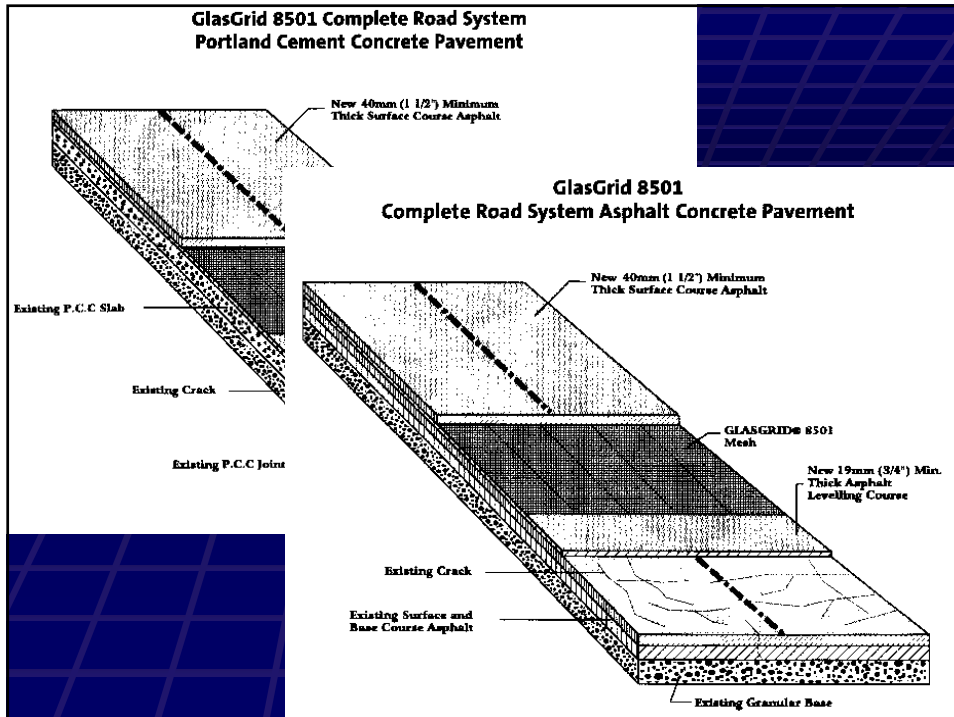 GlasGrid 8501 Complete Road System
Portland Cement Concrete Pavement
New 40mm (1 1/2") Minimum
Thick Surface Course Asphalt
Existing P.C.C Slab
Existing Crack
Existing P.C.C Joint
GlasGrid 8501
Complete Road System Asphalt Concrete Pavement
New 40mm (1 1/2") Minimum
Thick Surface Course Asphalt
GLASGRID® 8501
Mesh
New 19mm (3/4") Min.
Thick Asphalt
Levelling Course
Existing Crack
Existing Surface and
Base Course Asphalt
Existing Granular Base